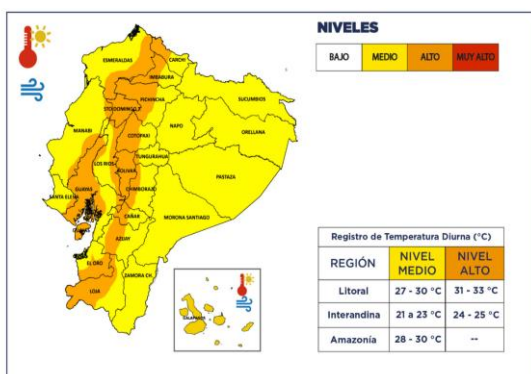 NIVELES
BAJO MEDIO ALTO MUY ALTO
ESMERALDAS
CARCHI
IMBABURA
PICHINCHA
STO DOMINGO
SUCUMBIOS
MANABI
COTOPAXI
NAPO
ORELLANA
LOS RIOS
TUNGURAHUA
BOLIVAR
PASTAZA
GUAYAS
CHIMBORAZO
SANTA ELENA
CAÑAR
MORONA SANTIAGO
AZUAY
EL ORO
ZAMORA CH.
LOJA
GALAPAGOS
Registro de Temperatura Diurna (°C)
REGIÓN NIVEL MEDIO NIVEL ALTO
Litoral 27 - 30 °C 31 - 33 °C
Interandina 21 a 23 °C 24 - 25 °C
Amazonía 28 - 30 °C --